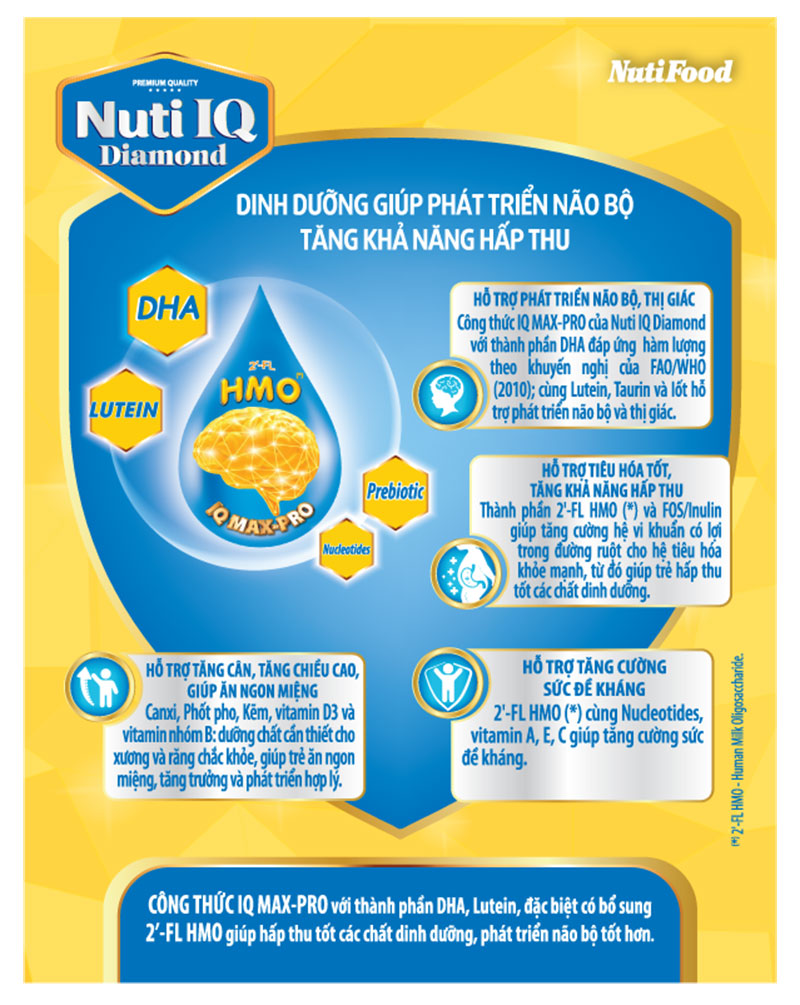 PREMIUM QUALITY
Nuti IQ
Diamond
NutiFood
DINH DƯỠNG GIÚP PHÁT TRIỂN NÃO BỘ
TĂNG KHẢ NĂNG HẤP THU
DHA
LUTEIN
2'-FL
HMO (*)
IQ MAX-PRO
Prebiotic
Nucleotides
HỖ TRỢ PHÁT TRIỂN NÃO BỘ, THỊ GIÁC
Công thức IQ MAX-PRO của Nuti IQ Diamond
với thành phần DHA đáp ứng hàm lượng
theo khuyến nghị của FAO/WHO
(2010); cùng Lutein, Taurin và Iốt hỗ
trợ phát triển não bộ và thị giác.
HỖ TRỢ TIÊU HÓA TỐT,
TĂNG KHẢ NĂNG HẤP THU
Thành phần 2'-FL HMO (*) và FOS/Inulin
giúp tăng cường hệ vi khuẩn có lợi
trong đường ruột cho hệ tiêu hóa
khỏe mạnh, từ đó giúp trẻ hấp thu
tốt các chất dinh dưỡng.
HỖ TRỢ TĂNG CÂN, TĂNG CHIỀU CAO,
GIÚP ĂN NGON MIỆNG
Canxi, Phốt pho, Kẽm, vitamin D3 và
vitamin nhóm B: dưỡng chất cần thiết cho
xương và răng chắc khỏe, giúp trẻ ăn ngon
miệng, tăng trưởng và phát triển hợp lý.
HỖ TRỢ TĂNG CƯỜNG
SỨC ĐỀ KHÁNG
2'-FL HMO (*) cùng Nucleotides,
vitamin A, E, C giúp tăng cường sức
đề kháng.
(*) 2'-FL HMO - Human Milk Oligosaccharide.
CÔNG THỨC IQ MAX-PRO với thành phần DHA, Lutein, đặc biệt có bổ sung
2'-FL HMO giúp hấp thu tốt các chất dinh dưỡng, phát triển não bộ tốt hơn.